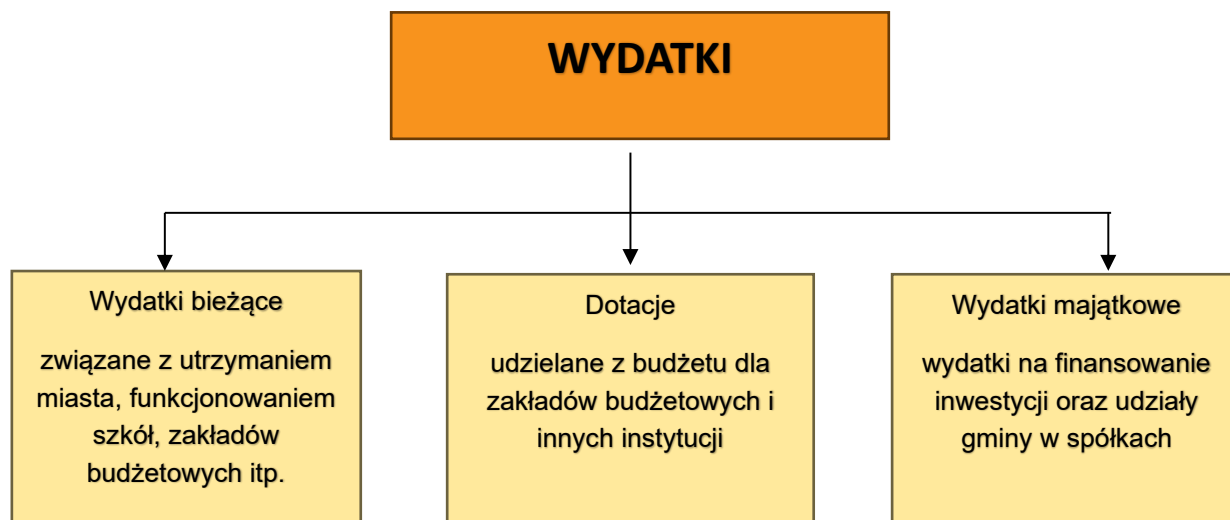 WYDATKI
Wydatki bieżące
związane z utrzymaniem
miasta, funkcjonowaniem
szkół, zakładów
budżetowych itp.
Dotacje
udzielane z budżetu dla
zakładów budżetowych i
innych instytucji
Wydatki majątkowe
wydatki na finansowanie
inwestycji oraz udziały
gminy w spółkach